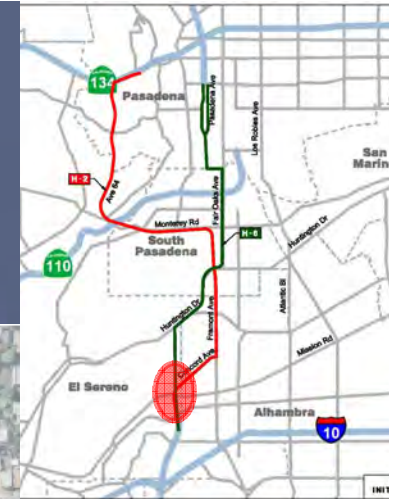 134
Pasadena
Pasadena Ave
Los Robles Ave
San
Marin
H-2
Ave 64
Fair Oaks Ave
Monterey Rd
H-6
South
Pasadena
Huntington Dr
110
Huntington Dr
Fremont Ave
Atlantic Bl
Mission Rd
Concord Ave
El Sereno
Alhambra
10
INIT